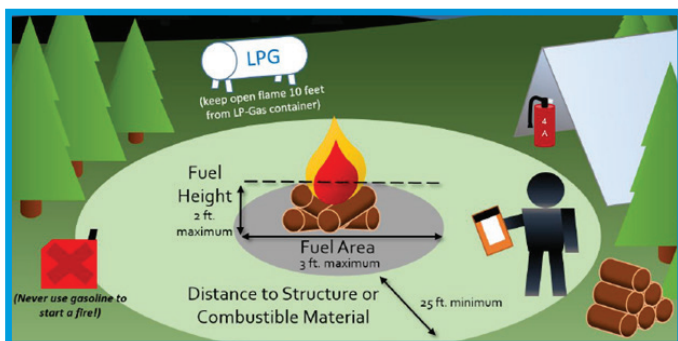 LPG
(keep open flame 10 feet
from LP-Gas container)
4
A
Fuel
Height
2 ft.
maximum
Fuel Area
3 ft. maximum
(Never use gasoline to
start a fire!)
Distance to Structure or
Combustible Material
25 ft. minimum